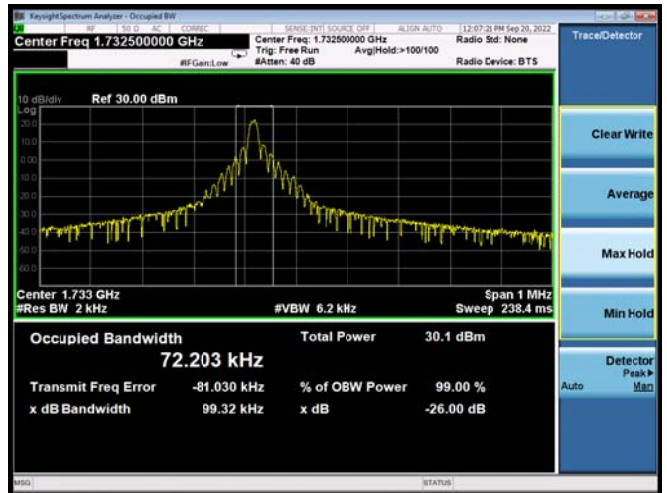 Keysight Spectrum Analyzer - Occupied BW
RF 50 Ω AC CORREC SENSE:INT SOURCE OFF ALIGN AUTO 12:07:21 PM Sep 20, 2022
Center Freq 1.732500000 GHz
Center Freq: 1.732500000 GHz Radio Std: None
Trig: Free Run Avg|Hold:>100/100
#IFGain:Low #Atten: 40 dB Radio Device: BTS
Trace/Detector
10 dB/div Ref 30.00 dBm
Log
20.0
10.0
0.00
10.0
20.0
30.0
40.0
50.0
60.0
Center 1.733 GHz Span 1 MHz
#Res BW 2 kHz #VBW 6.2 kHz Sweep 238.4 ms
Occupied Bandwidth Total Power 30.1 dBm
72.203 kHz
Transmit Freq Error -81.030 kHz % of OBW Power 99.00 %
x dB Bandwidth 99.32 kHz x dB -26.00 dB
Clear Write
Average
Max Hold
Min Hold
Detector
Peak▶
Auto Man
MSG STATUS